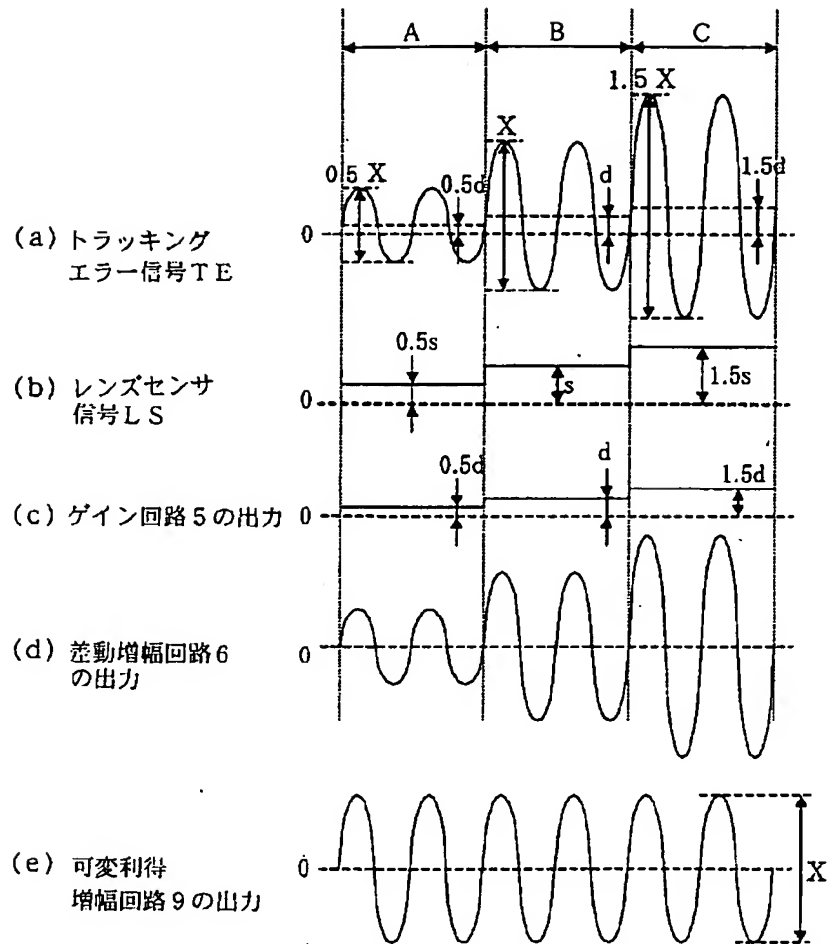 A B C
1.5 X
X
0.5 X
0.5d
d
1.5d
(a) トラッキング
エラー信号TE
0
0.5s
s
1.5s
(b) レンズセンサ
信号LS
0
0.5d
d
1.5d
(c) ゲイン回路5の出力 0
(d) 差動増幅回路6
の出力
0
(e) 可変利得
増幅回路9の出力
0
X